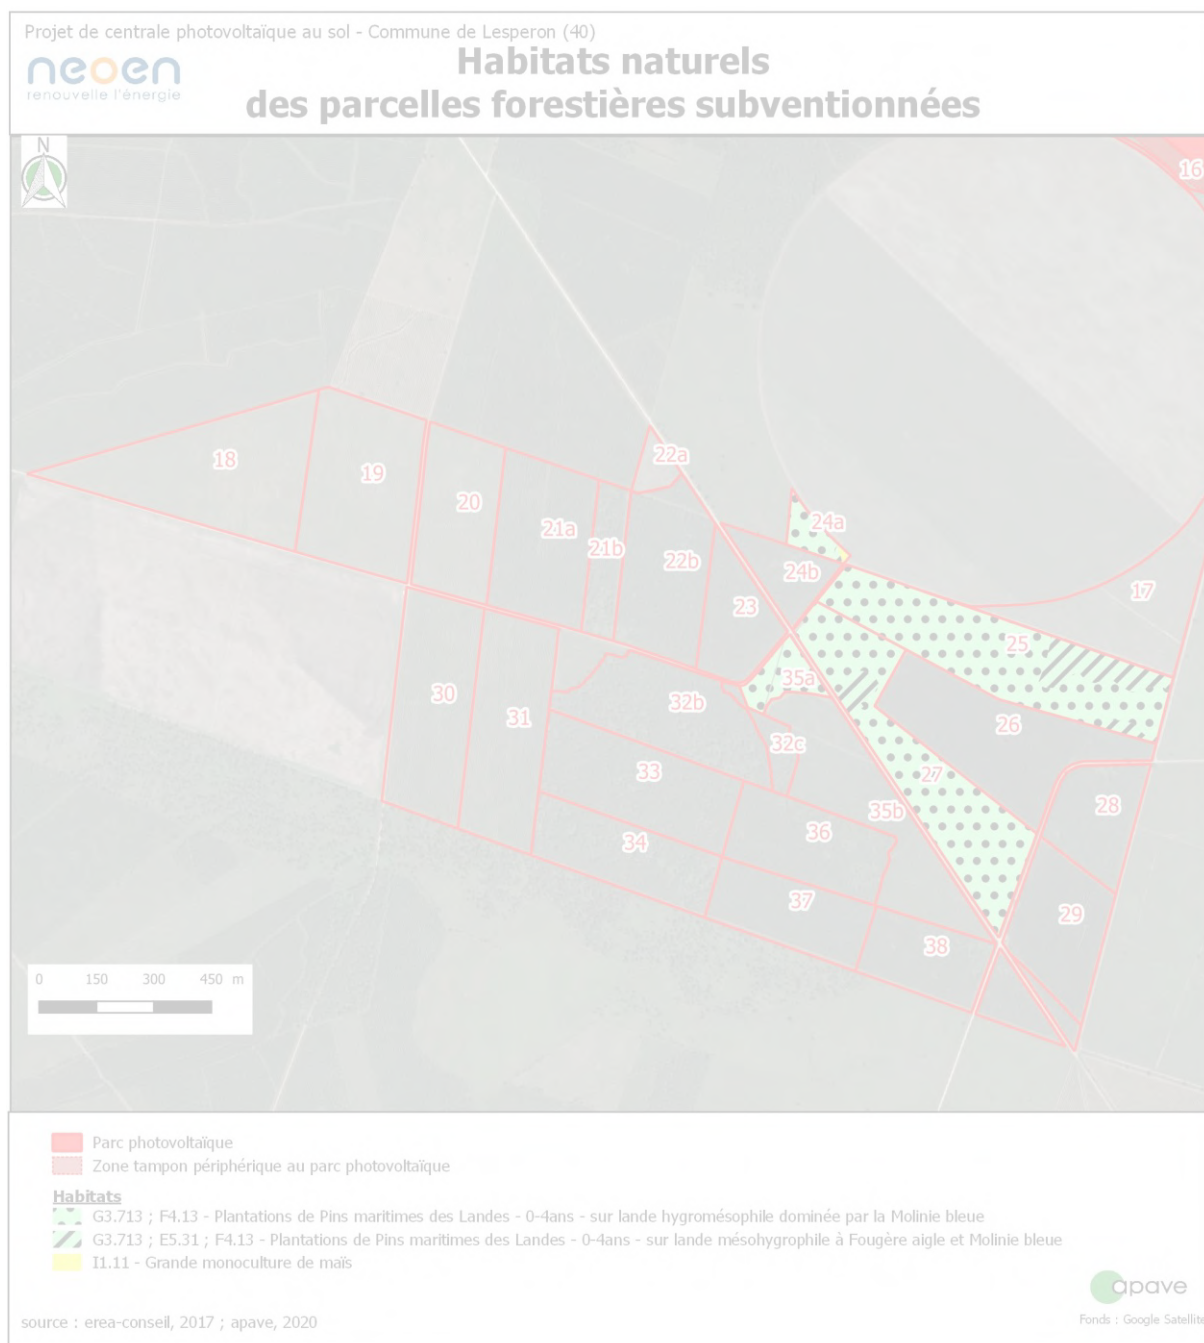 Projet de centrale photovoltaïque au sol - Commune de Lesperon (40)
neoen
renouvelle l'énergie
Habitats naturels
des parcelles forestières subventionnées
N
16
18
19
20
21a
21b
22a
22b
23
24a
24b
17
25
26
27
28
29
30
31
32b
32c
33
34
35a
35b
36
37
38
0 150 300 450 m
Parc photovoltaïque
Zone tampon périphérique au parc photovoltaïque
Habitats
G3.713 ; F4.13 - Plantations de Pins maritimes des Landes - 0-4ans - sur lande hygromésophile dominée par la Molinie bleue
G3.713 ; E5.31 ; F4.13 - Plantations de Pins maritimes des Landes - 0-4ans - sur lande mésohygrophile à Fougère aigle et Molinie bleue
I1.11 - Grande monoculture de maïs
apave
source : erea-conseil, 2017 ; apave, 2020
Fonds : Google Satellite